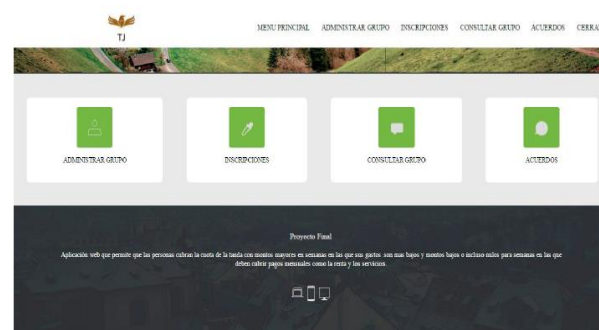 TJ
MENU PRINCIPAL ADMINISTRAR GRUPO INSCRIPCIONES CONSULTAR GRUPO ACUERDOS CERRA
ADMINISTRAR GRUPO INSCRIPCIONES CONSULTAR GRUPO ACUERDOS
Proyecto Final
Aplicación web que permite que las personas cubran la cuota de la tanda con montos mayores en semanas en las que sus gastos son mas bajos y montos bajos o incluso nulos para semanas en las que
deben cubrir pagos mensuales como la renta y los servicios.